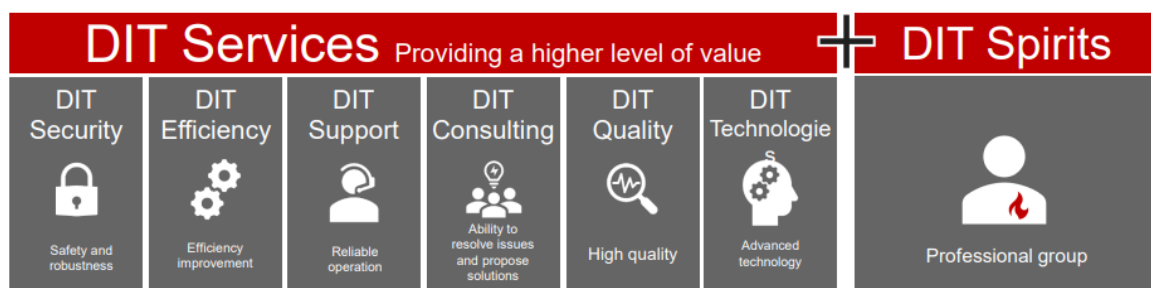 DIT Services Providing a higher level of value
+
DIT Spirits
DIT
Security
Safety and
robustness
DIT
Efficiency
Efficiency
improvement
DIT
Support
Reliable
operation
DIT
Consulting
Ability to
resolve issues
and propose
solutions
DIT
Quality
High quality
DIT
Technologie
s
Advanced
technology
Professional group